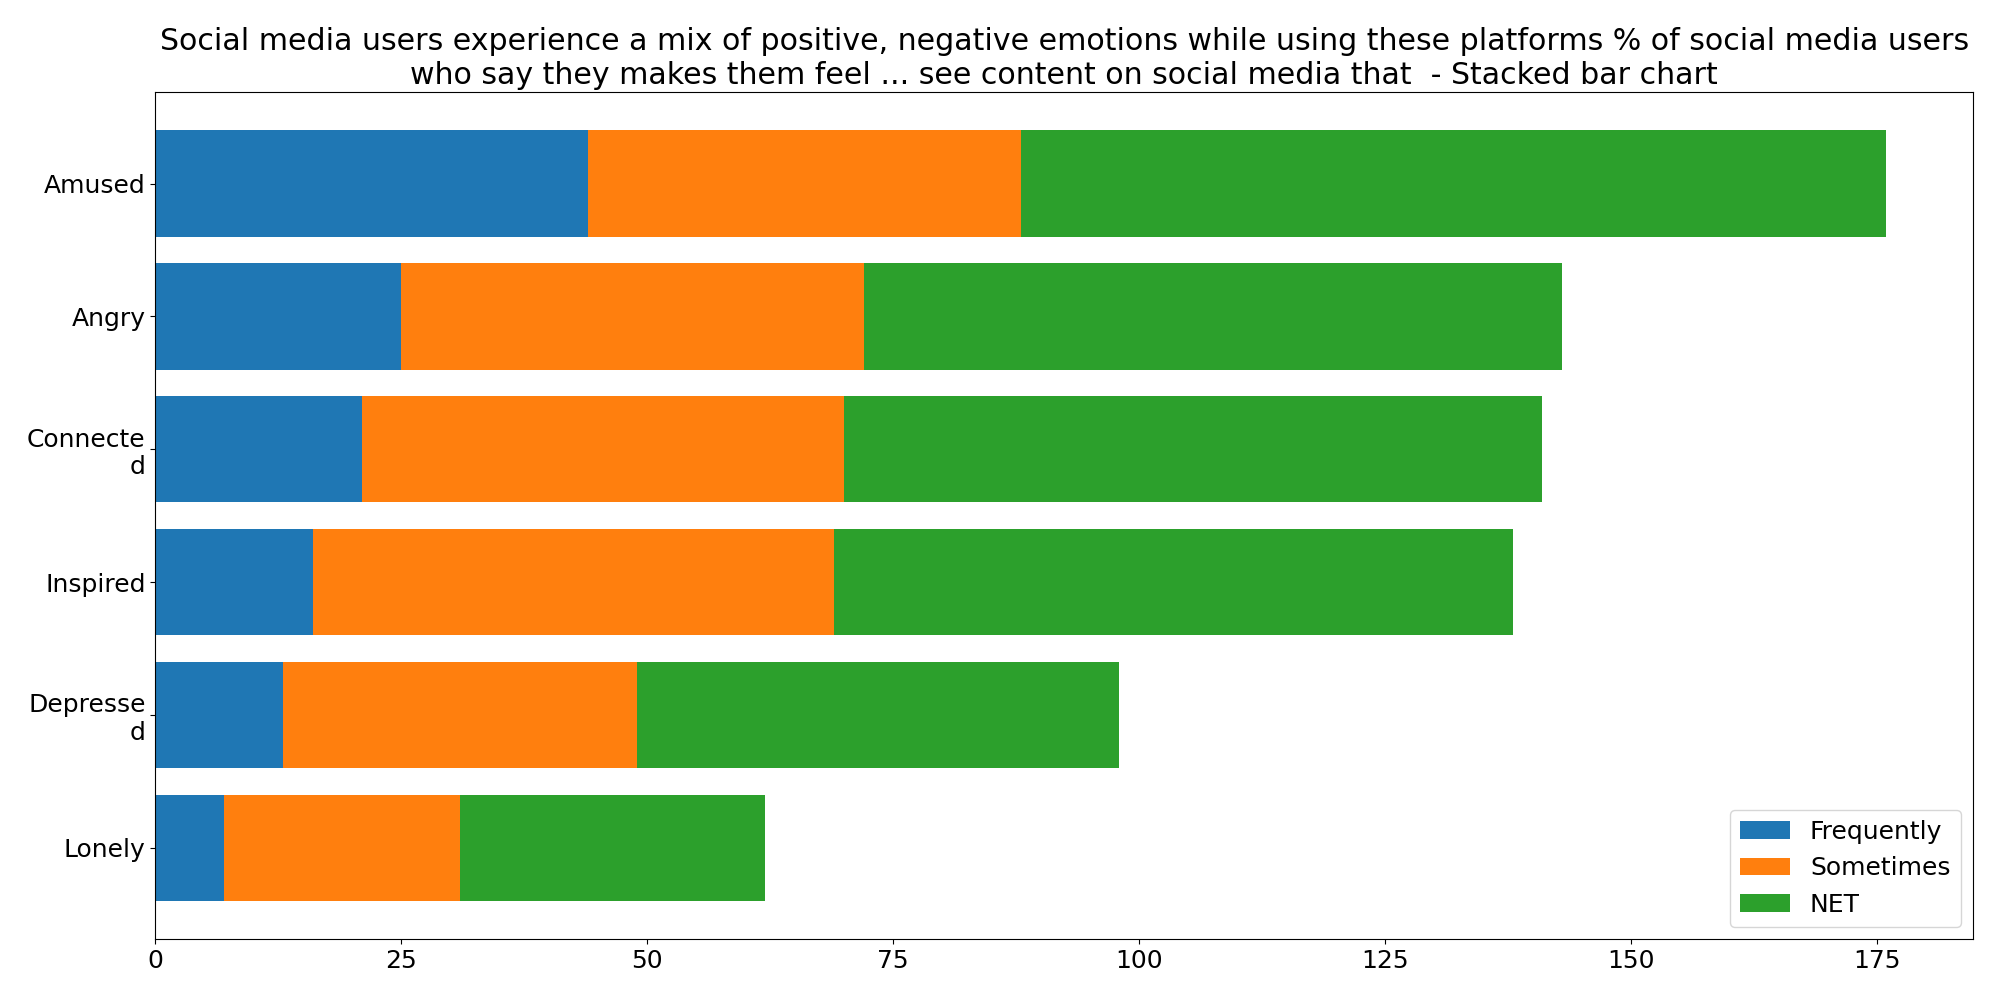 Social media users experience a mix of positive, negative emotions while using these platforms % of social media users
who say they makes them feel ... see content on social media that  - Stacked bar chart
Amused
Angry
Connecte
d
Inspired
Depresse
d
Lonely
Frequently
Sometimes
NET
0 25 50 75 100 125 150 175